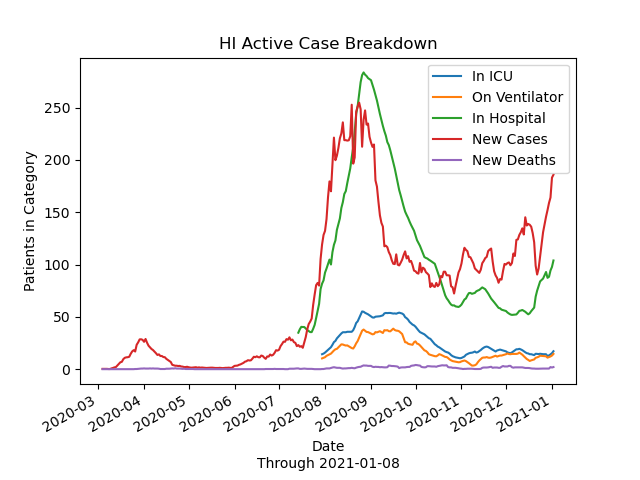 HI Active Case Breakdown
In ICU
On Ventilator
In Hospital
New Cases
New Deaths
Patients in Category
250
200
150
100
50
0
2020-03
2020-04
2020-05
2020-06
2020-07
2020-08
2020-09
2020-10
2020-11
2020-12
2021-01
Date
Through 2021-01-08